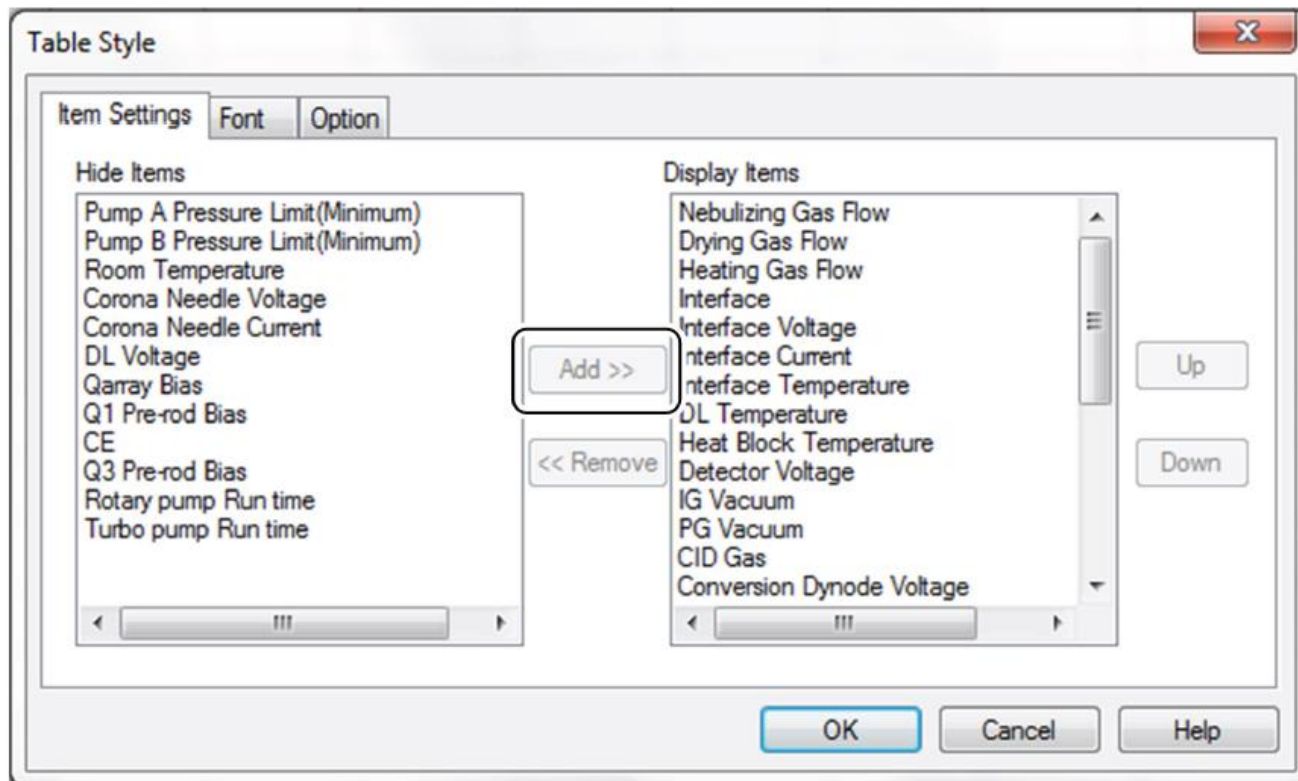 Table Style
Item Settings Font Option
Hide Items
Pump A Pressure Limit(Minimum)
Pump B Pressure Limit(Minimum)
Room Temperature
Corona Needle Voltage
Corona Needle Current
DL Voltage
Qarray Bias
Q1 Pre-rod Bias
CE
Q3 Pre-rod Bias
Rotary pump Run time
Turbo pump Run time
Add >>
<< Remove
Display Items
Nebulizing Gas Flow
Drying Gas Flow
Heating Gas Flow
Interface
Interface Voltage
Interface Current
Interface Temperature
DL Temperature
Heat Block Temperature
Detector Voltage
IG Vacuum
PG Vacuum
CID Gas
Conversion Dynode Voltage
Up
Down
OK Cancel Help